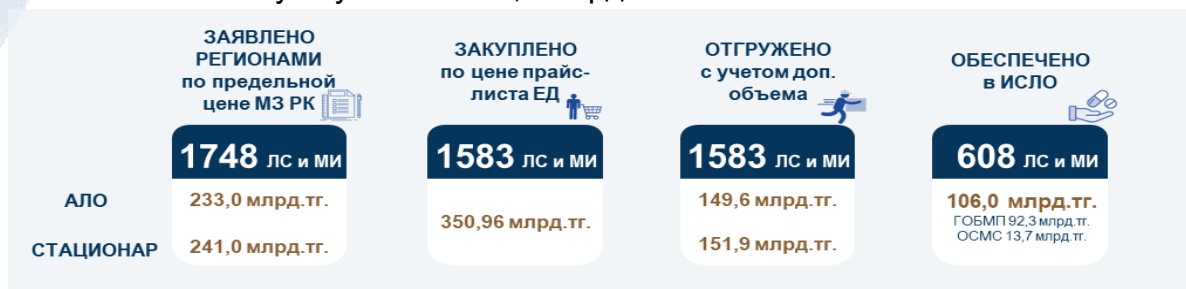 ЗАЯВЛЕНО
РЕГИОНАМИ
по предельной
цене МЗ РК
ЗАКУПЛЕНО
по цене прайс-
листа ЕД
ОТГРУЖЕНО
с учетом доп.
объема
ОБЕСПЕЧЕНО
в ИСЛО
1748 ЛС и МИ
1583 ЛС и МИ
1583 ЛС и МИ
608 ЛС и МИ
АЛО
233,0 млрд.тг.
350,96 млрд.тг.
149,6 млрд.тг.
106,0 млрд.тг.
ГОБМП 92,3 млрд.тг.
ОСМС 13,7 млрд.тг.
СТАЦИОНАР
241,0 млрд.тг.
151,9 млрд.тг.